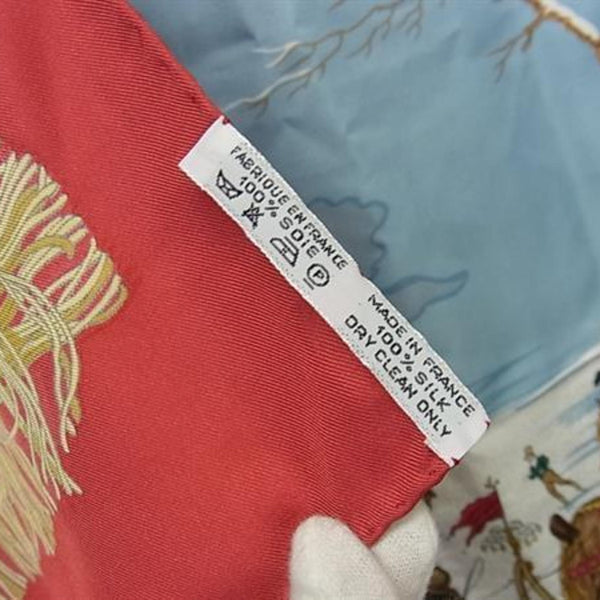 FABRIQUE EN FRANCE
100% SOIE
P
MADE IN FRANCE
100% SILK
DRY CLEAN ONLY